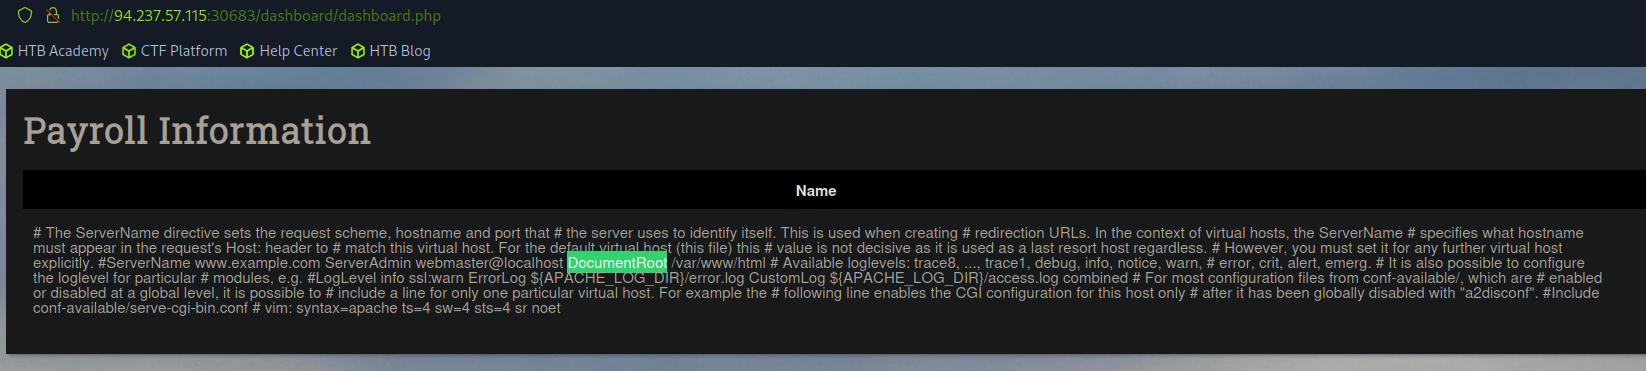 http://94.237.57.115:30683/dashboard/dashboard.php
HTB Academy CTF Platform Help Center HTB Blog
Payroll Information
Name
# The ServerName directive sets the request scheme, hostname and port that # the server uses to identify itself. This is used when creating # redirection URLs. In the context of virtual hosts, the ServerName # specifies what hostname
must appear in the request's Host: header to # match this virtual host. For the default virtual host (this file) this # value is not decisive as it is used as a last resort host regardless. # However, you must set it for any further virtual host
explicitly. #ServerName www.example.com ServerAdmin webmaster@localhost DocumentRoot /var/www/html # Available loglevels: trace8, ..., trace1, debug, info, notice, warn, # error, crit, alert, emerg. # It is also possible to configure
the loglevel for particular # modules, e.g. #LogLevel info ssl:warn ErrorLog ${APACHE_LOG_DIR}/error.log CustomLog ${APACHE_LOG_DIR}/access.log combined # For most configuration files from conf-available/, which are # enabled
or disabled at a global level, it is possible to # include a line for only one particular virtual host. For example the # following line enables the CGI configuration for this host only # after it has been globally disabled with "a2disconf". #Include
conf-available/serve-cgi-bin.conf # vim: syntax=apache ts=4 sw=4 sts=4 sr noet